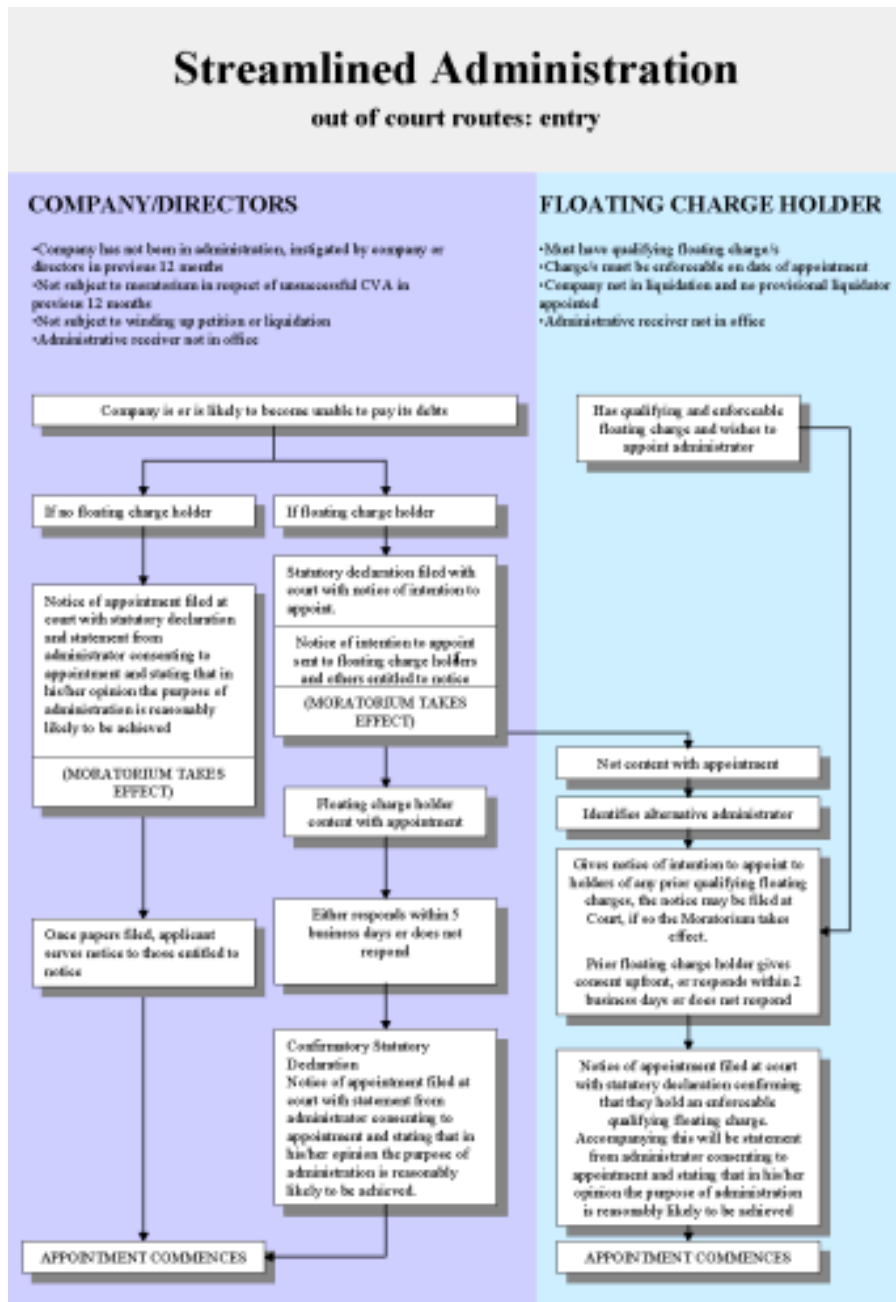 Streamlined Administration
out of court routes: entry
COMPANY/DIRECTORS
•Company has not been in administration, instigated by company or
directors in previous 12 months
•Not subject to moratorium in respect of unsuccessful CVA in
previous 12 months
•Not subject to winding up petition or liquidation
•Administrative receiver not in office
FLOATING CHARGE HOLDER
•Must have qualifying floating charge/s
•Charge/s must be enforceable on date of appointment
•Company not in liquidation and no provisional liquidator
appointed
•Administrative receiver not in office
Company is or is likely to become unable to pay its debts
If no floating charge holder
Notice of appointment filed at
court with statutory declaration
and statement from
administrator consenting to
appointment and stating that in
his/her opinion the purpose of
administration is reasonably
likely to be achieved
(MORATORIUM TAKES
EFFECT)
Once papers filed, applicant
serves notice to those entitled to
notice
If floating charge holder
Statutory declaration filed with
court with notice of intention to
appoint.
Notice of intention to appoint
sent to floating charge holders
and others entitled to notice
(MORATORIUM TAKES
EFFECT)
Floating charge holder
content with appointment
Either responds within 5
business days or does not
respond
Confirmatory Statutory
Declaration
Notice of appointment filed at
court with statement from
administrator consenting to
appointment and stating that in
his/her opinion the purpose of
administration is reasonably
likely to be achieved.
APPOINTMENT COMMENCES
Has qualifying and enforceable
floating charge and wishes to
appoint administrator
Not content with appointment
Identifies alternative administrator
Gives notice of intention to appoint to
holders of any prior qualifying floating
charges, the notice may be filed at
Court, if so the Moratorium takes
effect.
Prior floating charge holder gives
consent upfront, or responds within 2
business days or does not respond
Notice of appointment filed at court
with statutory declaration confirming
that they hold an enforceable
qualifying floating charge.
Accompanying this will be statement
from administrator consenting to
appointment and stating that in his/her
opinion the purpose of administration
is reasonably likely to be achieved
APPOINTMENT COMMENCES